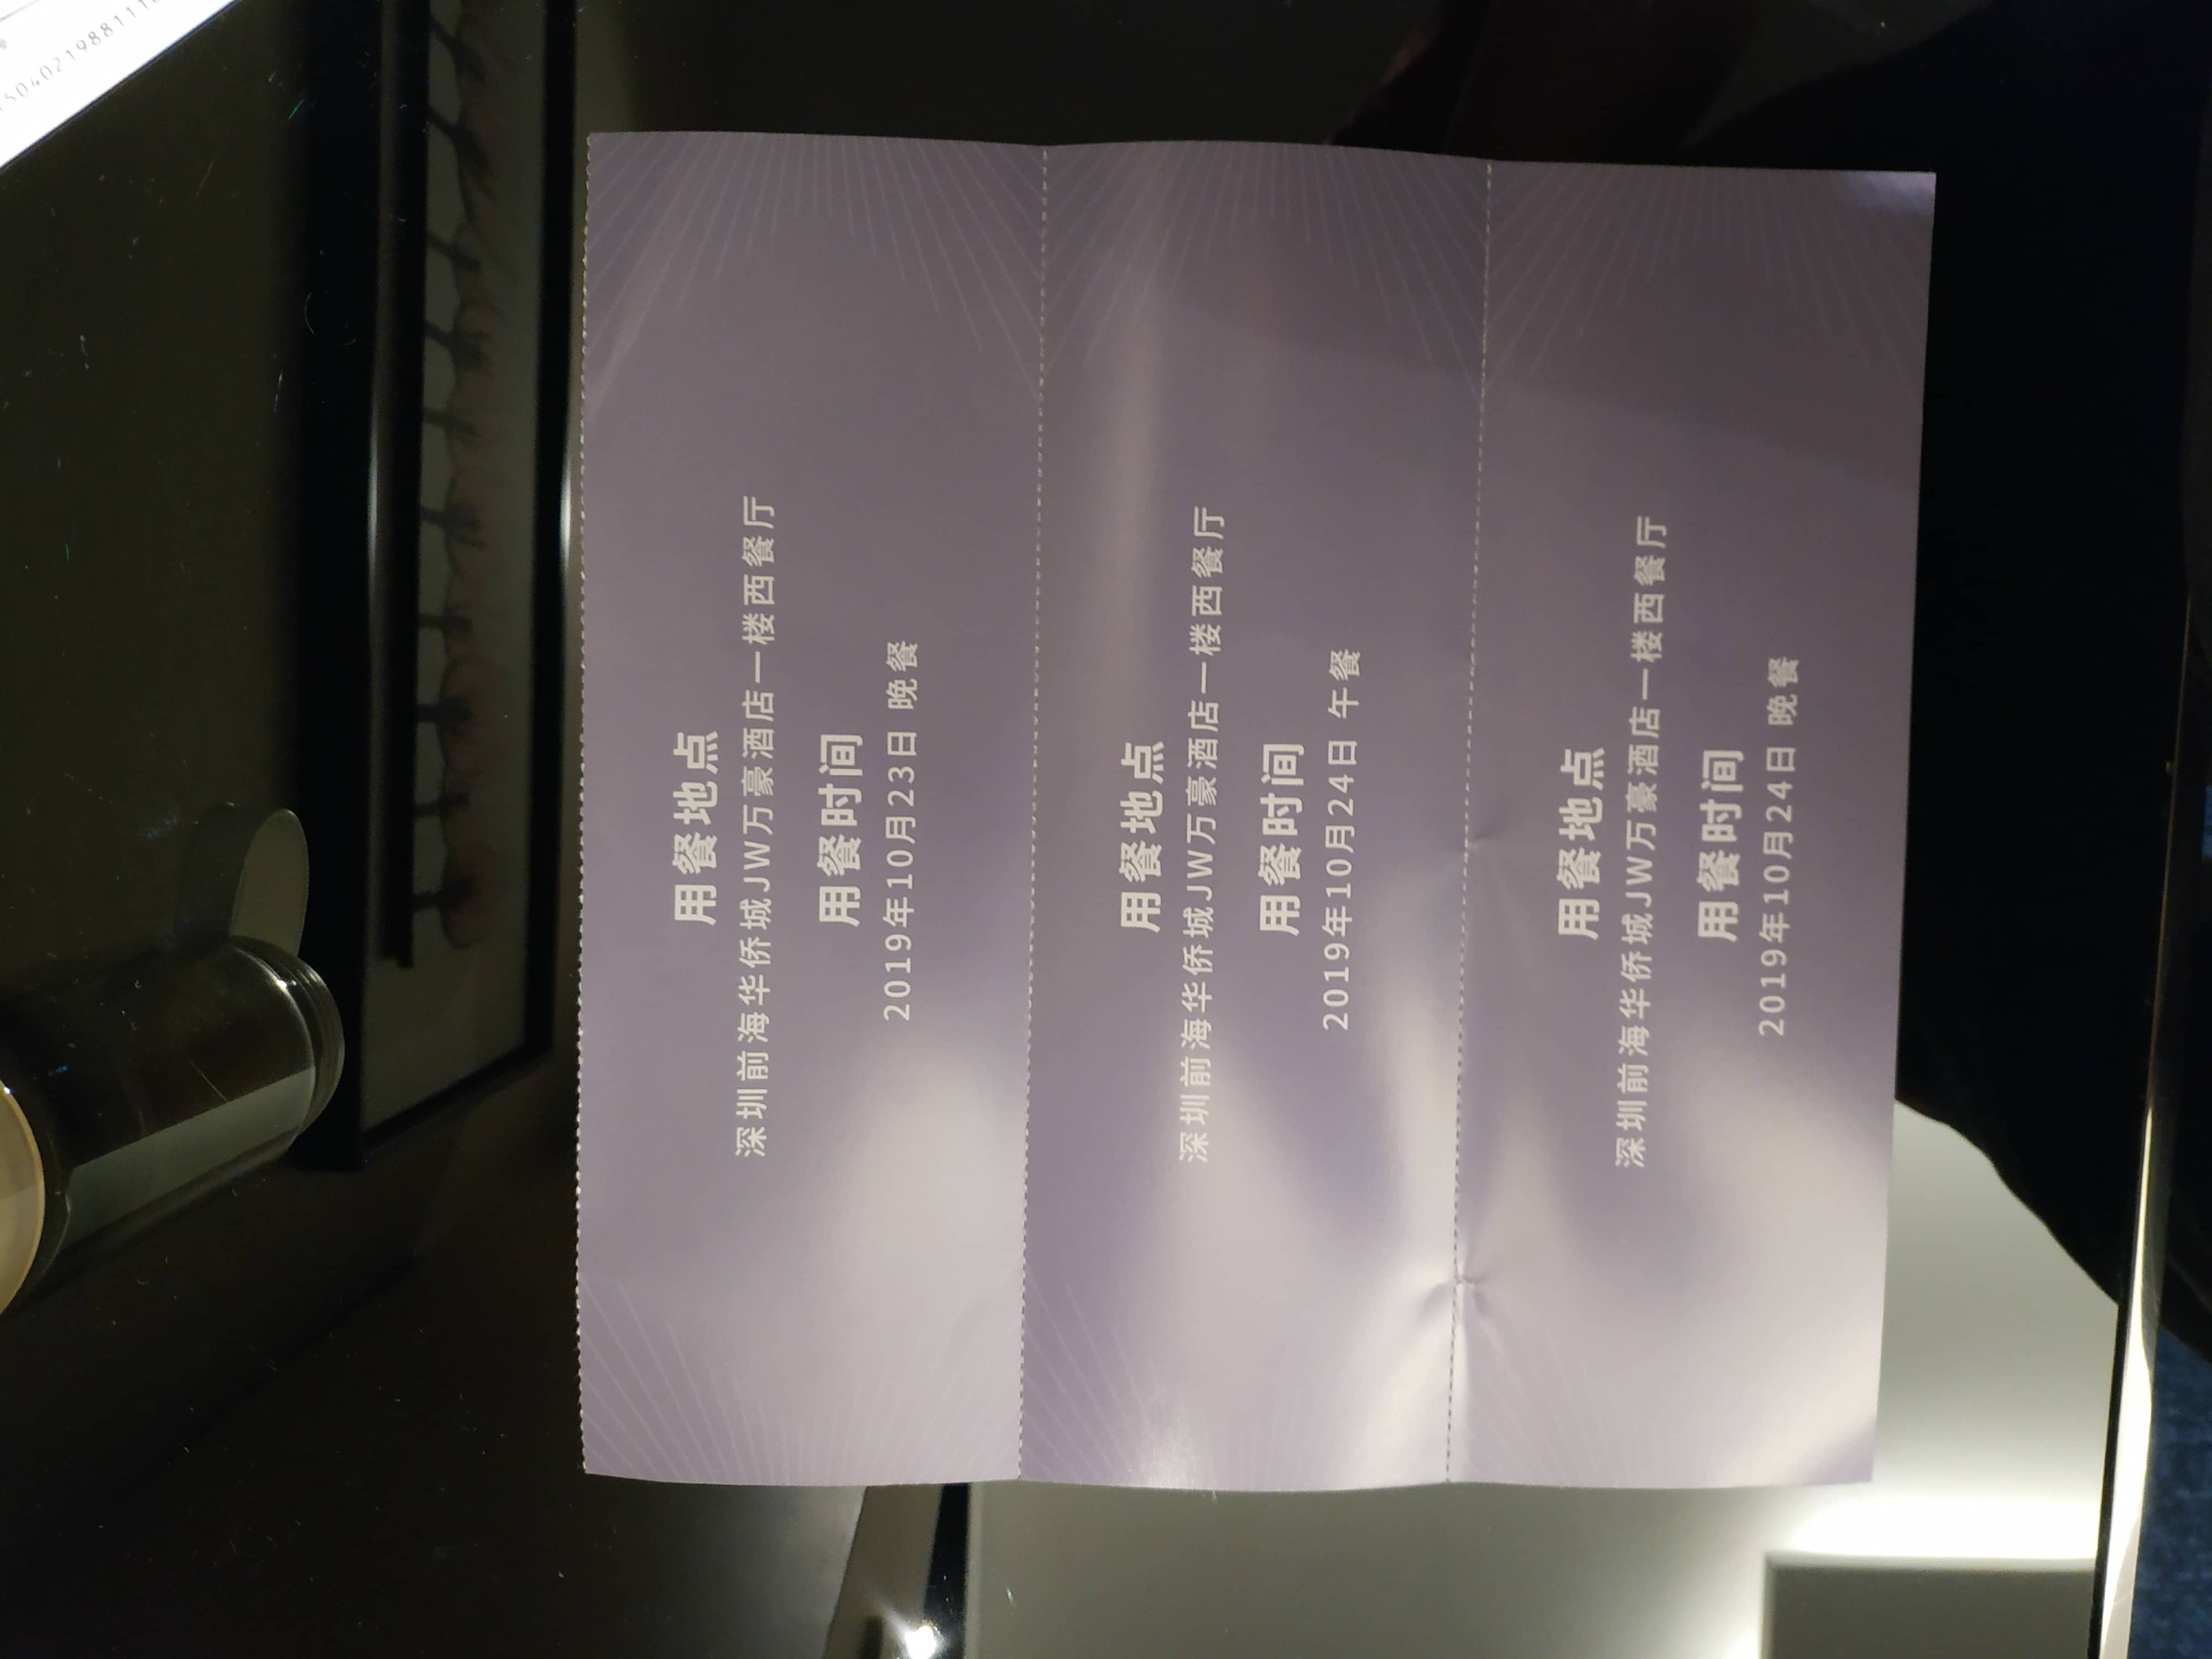 用餐地点
深圳前海华侨城JW万豪酒店一楼西餐厅
用餐时间
2019年10月23日 晚餐
用餐地点
深圳前海华侨城JW万豪酒店一楼西餐厅
用餐时间
2019年10月24日 午餐
用餐地点
深圳前海华侨城JW万豪酒店一楼西餐厅
用餐时间
2019年10月24日 晚餐